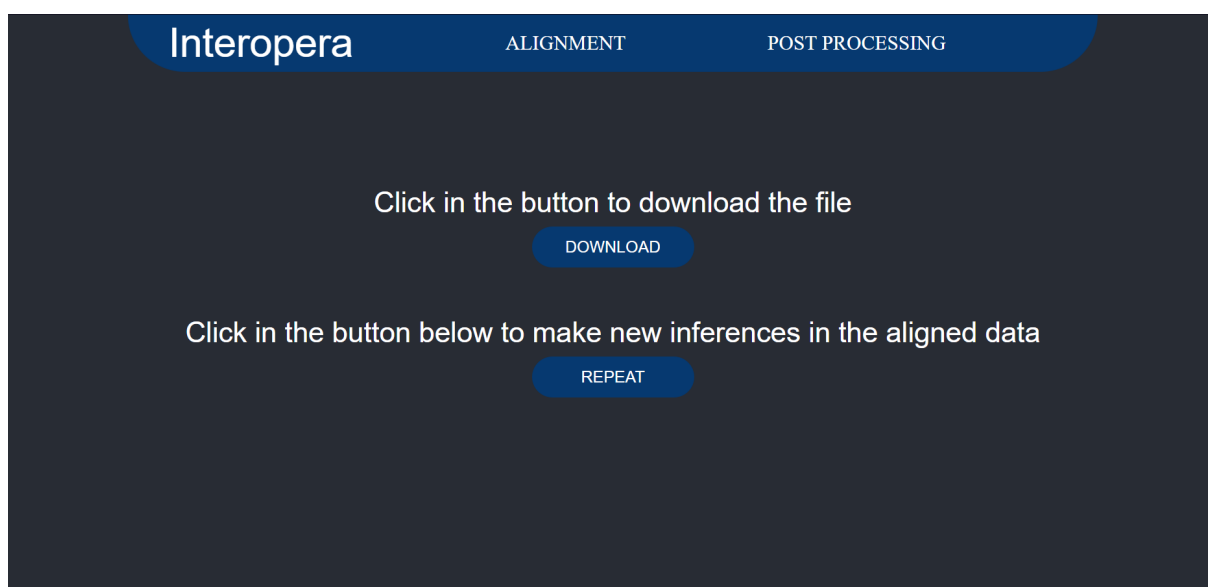 Interopera ALIGNMENT POST PROCESSING
Click in the button to download the file
DOWNLOAD
Click in the button below to make new inferences in the aligned data
REPEAT